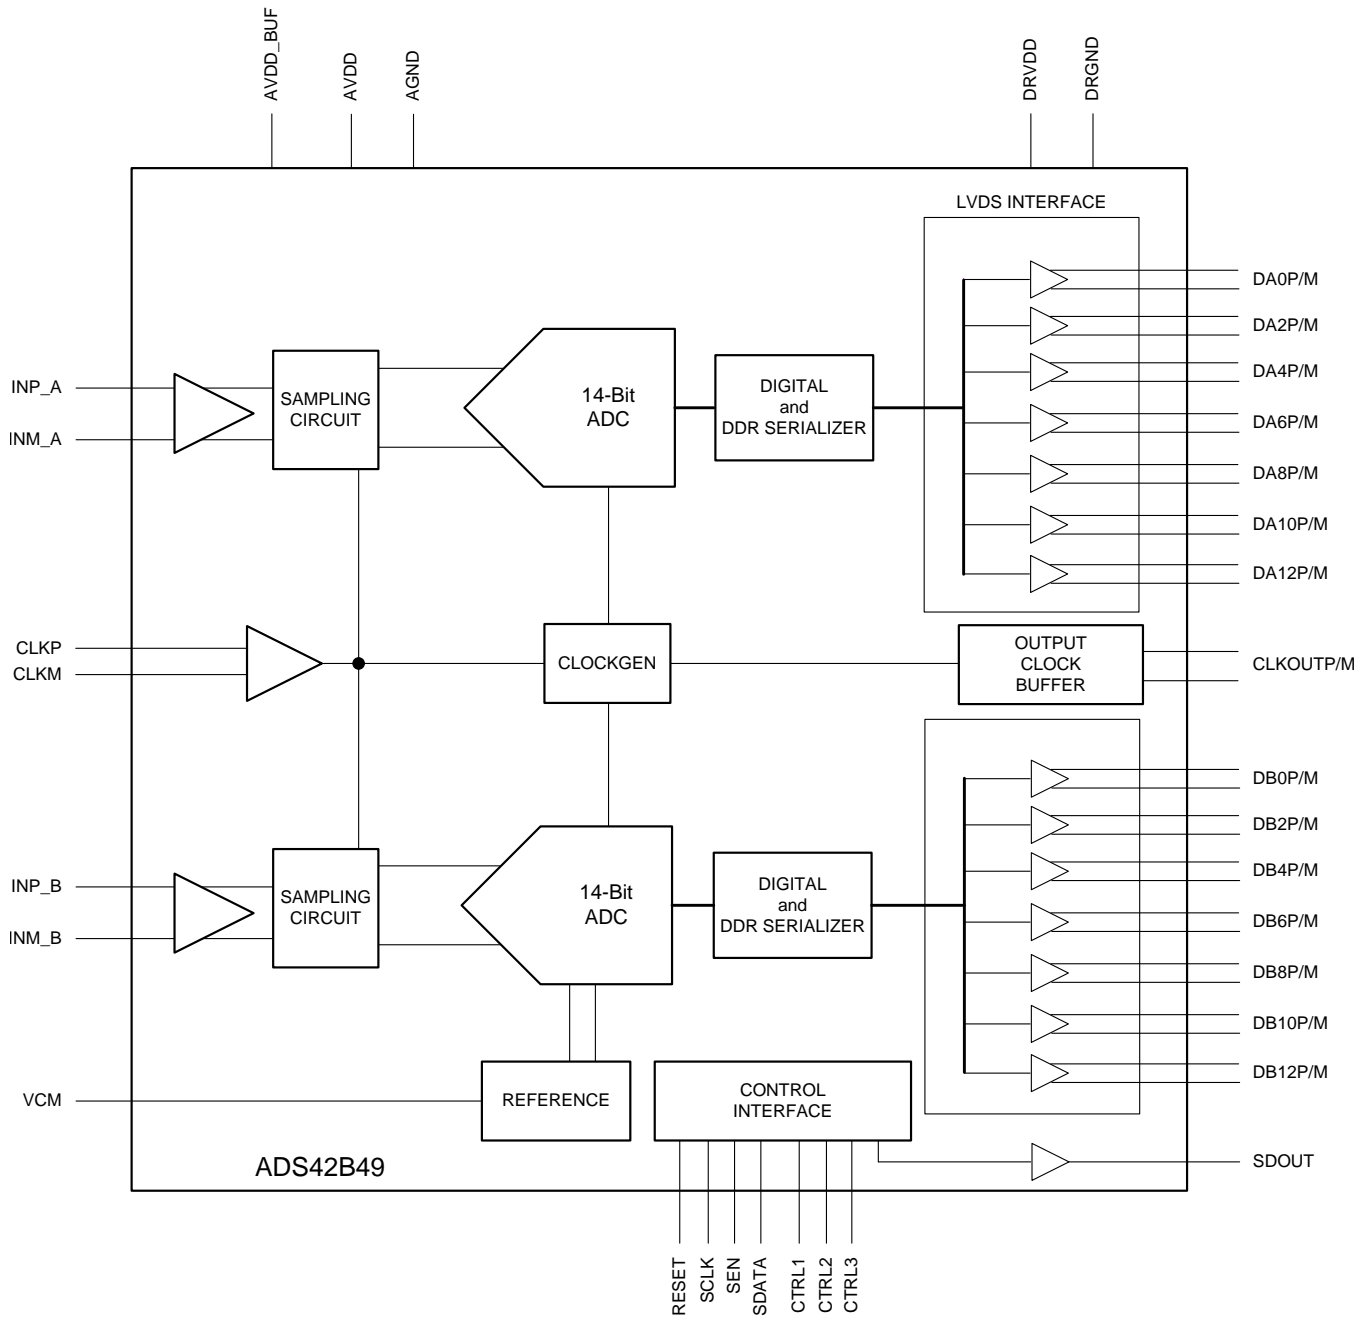 AVDD_BUF
AVDD
AGND
DRVDD
DRGND
LVDS INTERFACE
DA0P/M
DA2P/M
DA4P/M
DA6P/M
DA8P/M
DA10P/M
DA12P/M
INP_A
INM_A
SAMPLING
CIRCUIT
14-Bit
ADC
DIGITAL
and
DDR SERIALIZER
CLKP
CLKM
CLOCKGEN
OUTPUT
CLOCK
BUFFER
CLKOUTP/M
INP_B
INM_B
SAMPLING
CIRCUIT
14-Bit
ADC
DIGITAL
and
DDR SERIALIZER
DB0P/M
DB2P/M
DB4P/M
DB6P/M
DB8P/M
DB10P/M
DB12P/M
VCM
REFERENCE
CONTROL
INTERFACE
SDOUT
ADS42B49
RESET
SCLK
SEN
SDATA
CTRL1
CTRL2
CTRL3